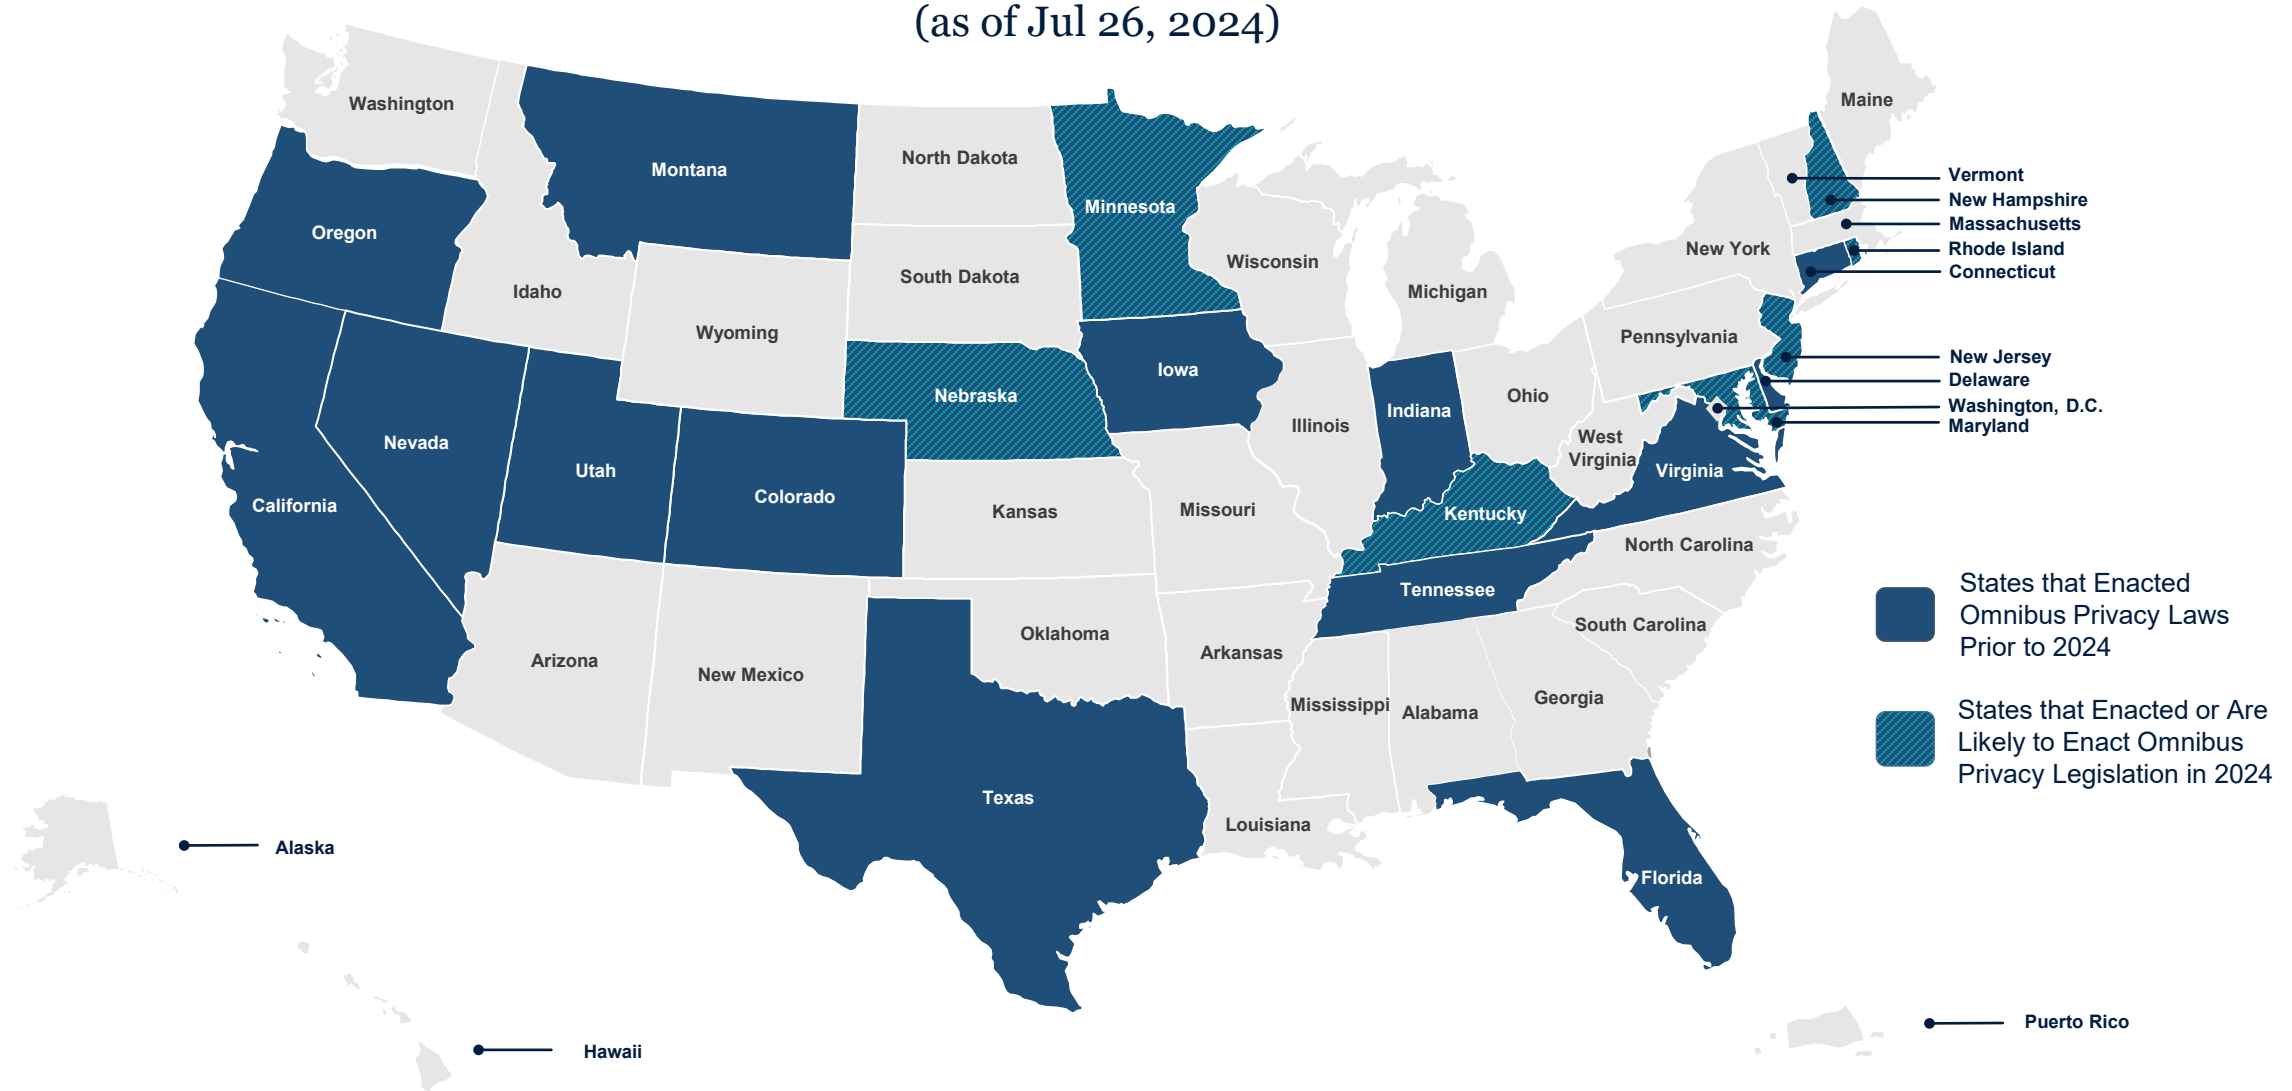 (as of Jul 26, 2024)
Washington
Montana
North Dakota
Minnesota
Maine
Oregon
Idaho
Wyoming
South Dakota
Wisconsin
Michigan
New York
Vermont
New Hampshire
Massachusetts
Rhode Island
Connecticut
Pennsylvania
New Jersey
Delaware
Washington, D.C.
Maryland
Nevada
Utah
Colorado
California
Nebraska
Iowa
Illinois
Indiana
Ohio
West
Virginia
Virginia
Kansas
Missouri
Kentucky
North Carolina
Tennessee
South Carolina
Arizona
New Mexico
Oklahoma
Arkansas
Mississippi
Alabama
Georgia
Texas
Louisiana
Florida
States that Enacted
Omnibus Privacy Laws
Prior to 2024
States that Enacted or Are
Likely to Enact Omnibus
Privacy Legislation in 2024
Alaska
Hawaii
Puerto Rico